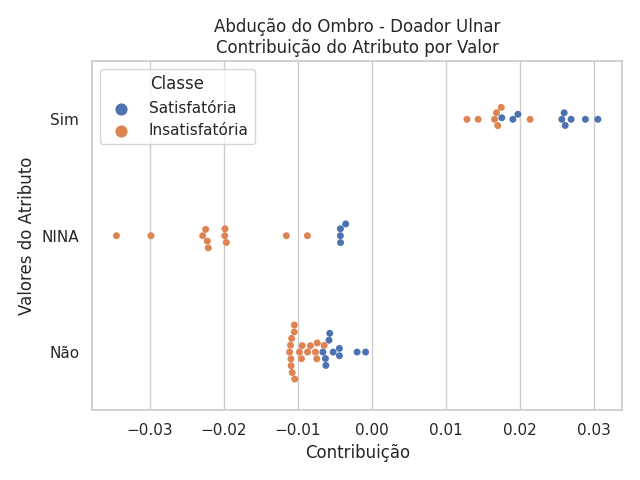 Abdução do Ombro - Doador Ulnar
Contribuição do Atributo por Valor
Classe
Satisfatória
Insatisfatória
Valores do Atributo
Sim
NINA
Não
−0.03
−0.02
−0.01
0.00
0.01
0.02
0.03
Contribuição